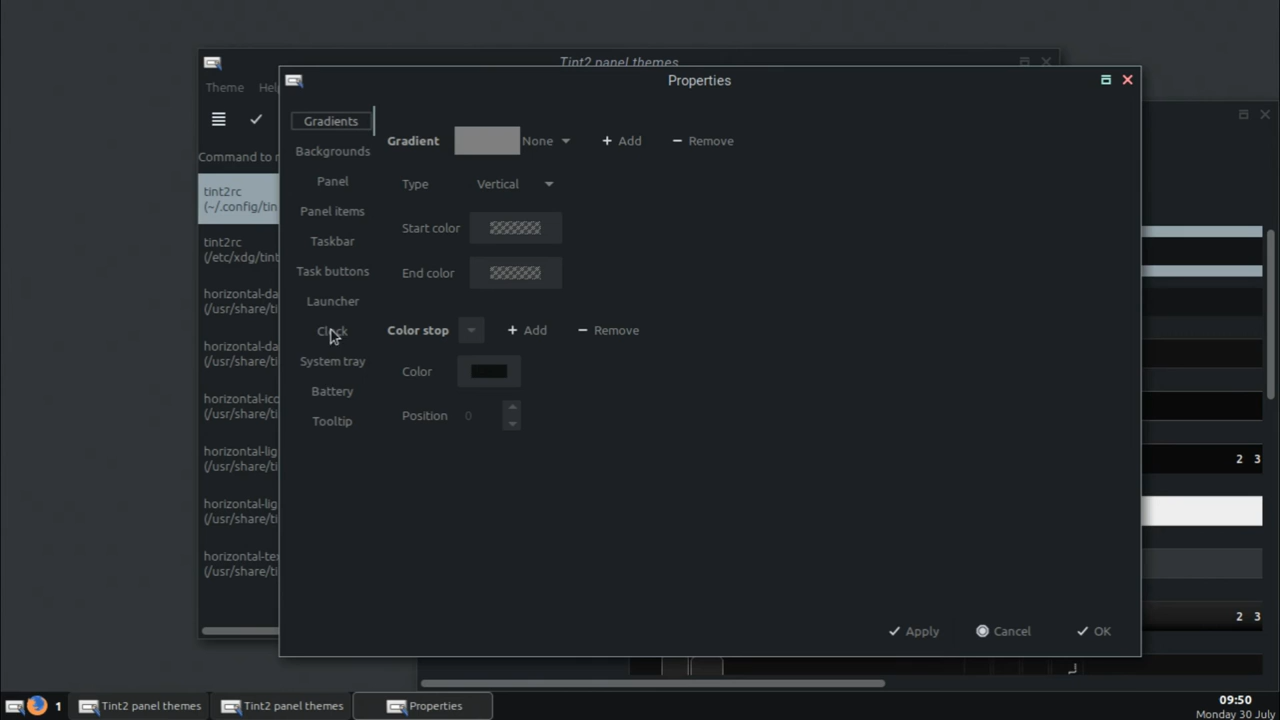 Tint2 panel themes
Theme
Properties
Gradients
Backgrounds
Panel
Panel items
Taskbar
Task buttons
Launcher
Clock
System tray
Battery
Tooltip
Gradient
None
Add
Remove
Type
Vertical
Start color
End color
Color stop
Add
Remove
Color
Position
0
Apply
Cancel
OK
Command to
tint2rc
(~/.config/tin
tint2rc
(/etc/xdg/tint
horizontal-da
(/usr/share/ti
horizontal-da
(/usr/share/ti
horizontal-ico
(/usr/share/ti
horizontal-lig
(/usr/share/ti
horizontal-lig
(/usr/share/ti
horizontal-te
(/usr/share/ti
2 3
2 3
1
Tint2 panel themes
Tint2 panel themes
Properties
09:50
Monday 30 July